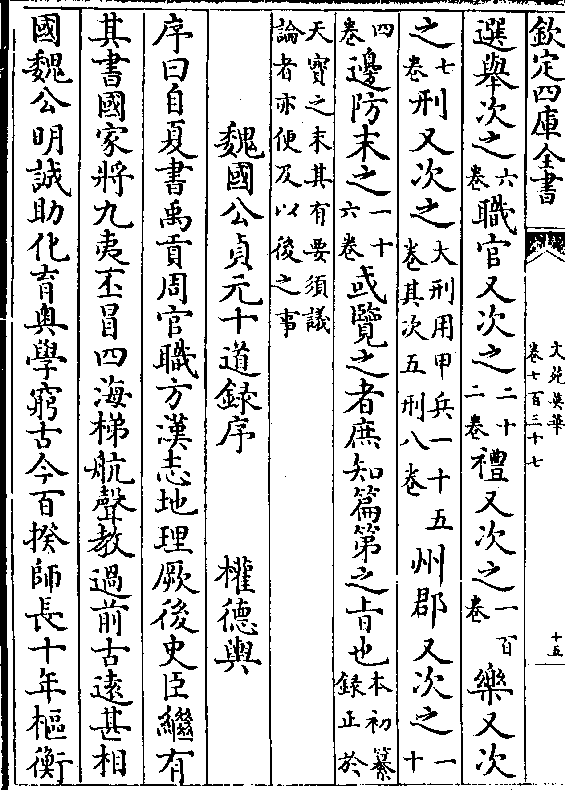 欽定四庫全書 文苑英華 卷七百三十七 十五
選舉次之六卷職官又次之二十二卷禮又次之一百卷樂又次
之七卷刑又次之大刑用甲兵一十五卷其次五刑八卷州郡又次之一十
四卷邊防末之一十六卷或覽之者庶知篇第之旨也本初纂録正於
天寶之末其有要須議論者亦便及以後之事
魏國公貞元十道録序 權德輿
序曰自夏書禹貢周官職方漢志地理厥後史臣繼有
其書國家將九夷丕冒四海梯航聲教過前古遠甚相
國魏公明誠助化育奥學窮古今百揆師長十年樞衡